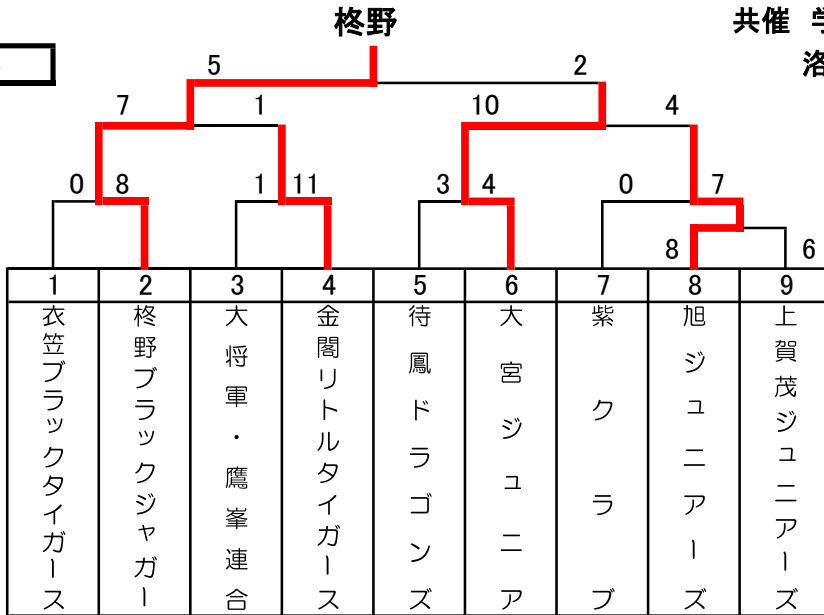 柊野
共催 学
洛
5 2
7 1 10 4
0 8 1 11 3 4 0 7
8 6
1 2 3 4 5 6 7 8 9
衣笠ブラックタイガース
柊野ブラックジャガー
大将軍・鷹峯連合
金閣リトルタイガース
待鳳ドラゴンズ
大宮ジュニア
紫クラブ
旭ジュニアーズ
上賀茂ジュニアーズ